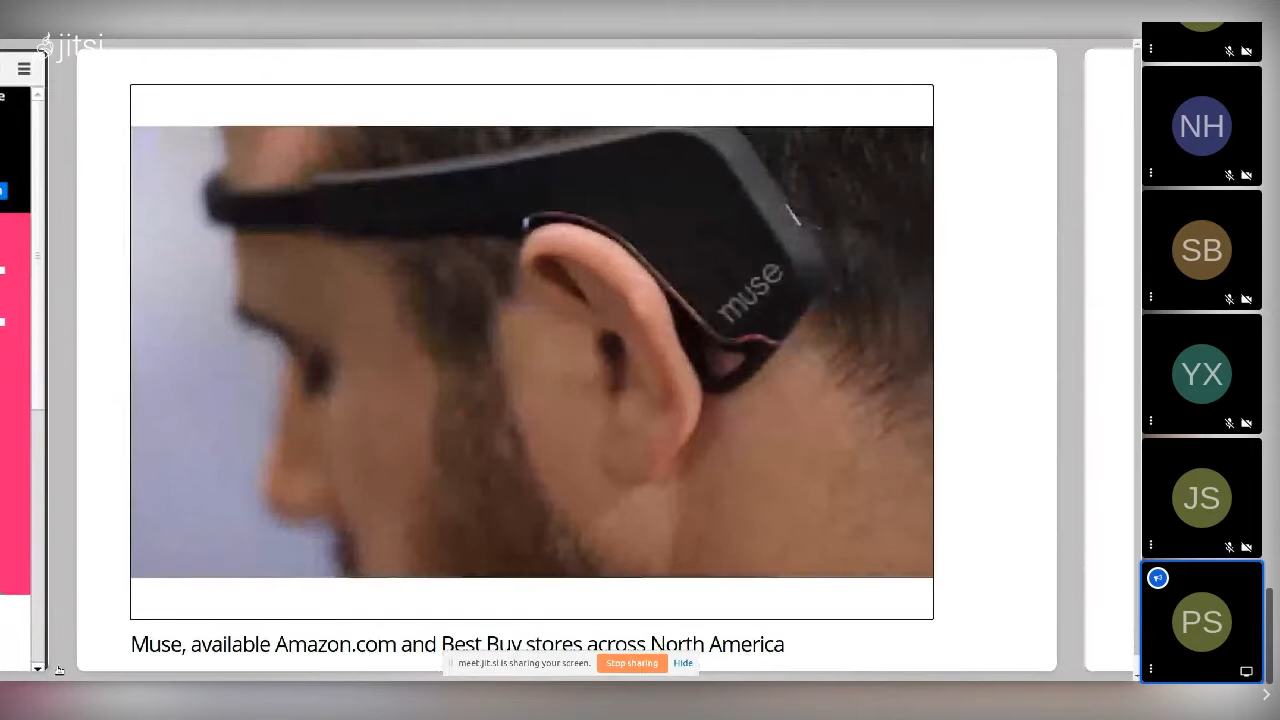 jitsi
e
muse
Muse, available Amazon.com and Best Buy stores across North America
meet.jit.si is sharing your screen. Stop sharing Hide
NH
SB
YX
JS
PS